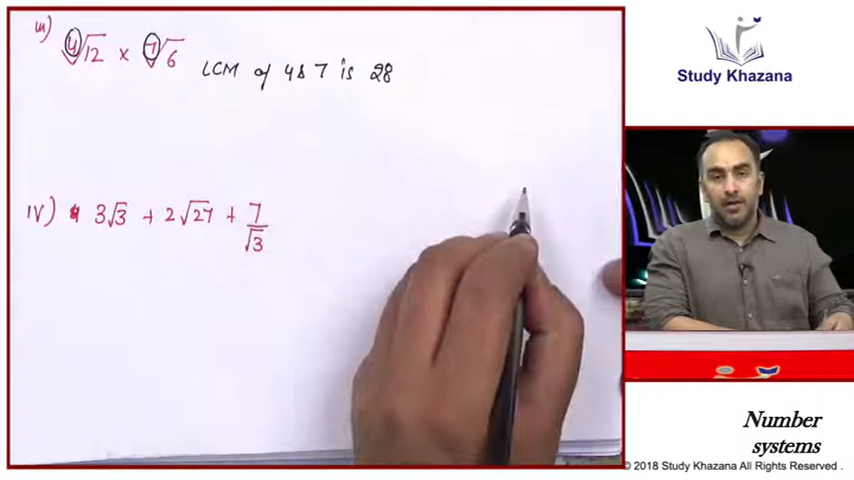 iii) ⁴√12 × ⁷√6
LCM of 4 & 7 is 28
IV) 3√3 + 2√27 + 7/√3
Study Khazana
Number
systems
© 2018 Study Khazana All Rights Reserved .